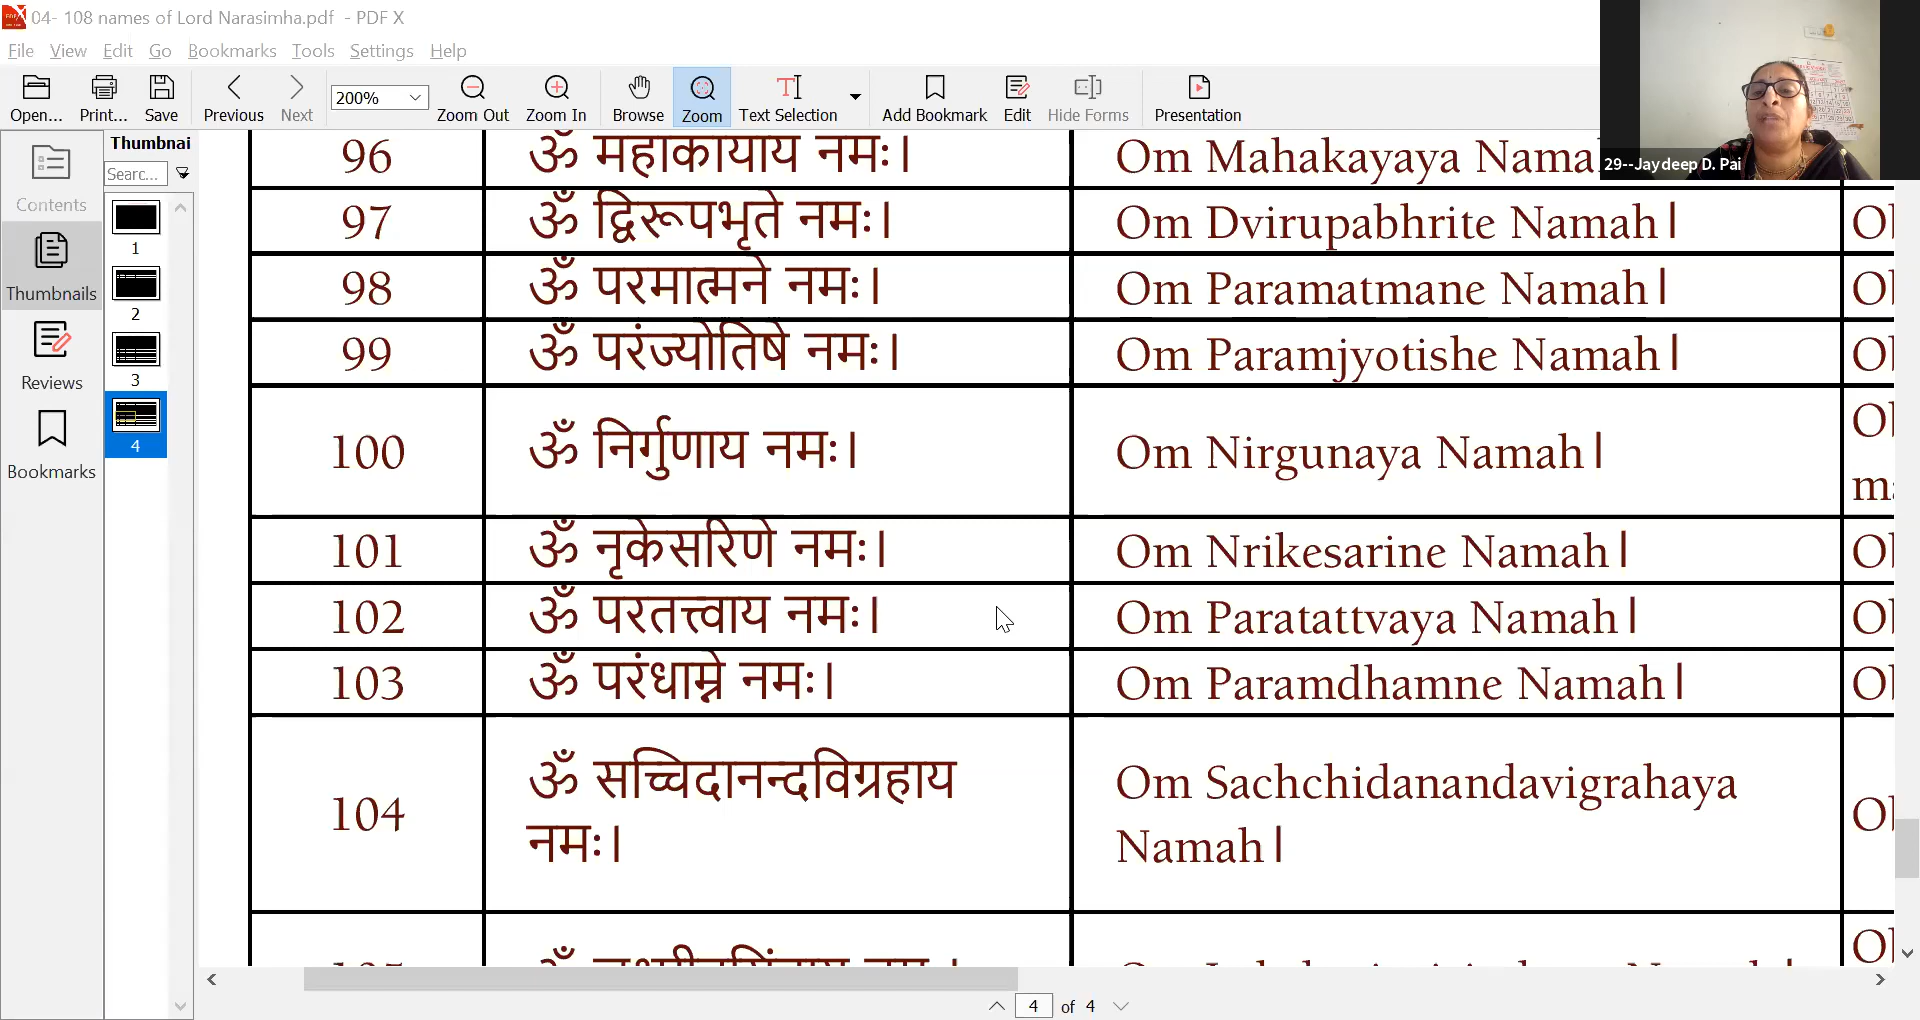 04- 108 names of Lord Narasimha.pdf - PDF X
File View Edit Go Bookmarks Tools Settings Help
Open... Print... Save Previous Next 200% Zoom Out Zoom In Browse Zoom Text Selection Add Bookmark Edit Hide Forms Presentation
29--Jaydeep D. Pai
Contents
Thumbnails
Reviews
Bookmarks
Thumbnai
Searc...
1
2
3
4
96 ॐ महाकायाय नमः। Om Mahakayaya Nama
97 ॐ द्विरूपभृते नमः। Om Dvirupabhrite Namah।
98 ॐ परमात्मने नमः। Om Paramatmane Namah।
99 ॐ परंज्योतिषे नमः। Om Paramjyotishe Namah।
100 ॐ निर्गुणाय नमः। Om Nirgunaya Namah।
101 ॐ नृकेसरिणे नमः। Om Nrikesarine Namah।
102 ॐ परतत्त्वाय नमः। Om Paratattvaya Namah।
103 ॐ परंधाम्ने नमः। Om Paramdhamne Namah।
104 ॐ सच्चिदानन्दविग्रहाय
नमः।
Om Sachchidanandavigrahaya
Namah।
4 of 4